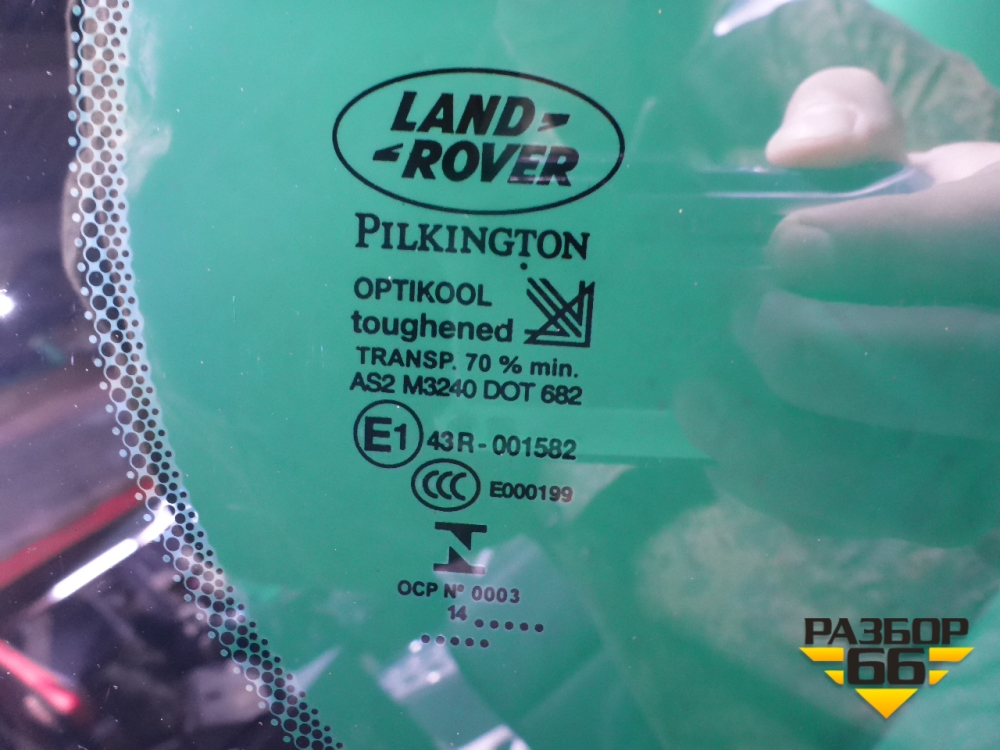 LAND
ROVER
PILKINGTON
OPTIKOOL
toughened
TRANSP. 70 % min.
AS2 M3240 DOT 682
E1 43R-001582
CCC E000199
OCP Nº 0003
14
РАЗБОР
66